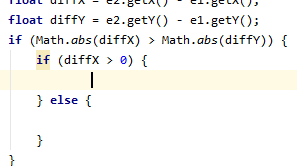 float diffX = e2.getX() - e1.getX();
float diffY = e2.getY() - e1.getY();
if (Math.abs(diffX) > Math.abs(diffY)) {
if (diffX > 0) {
} else {
}
}